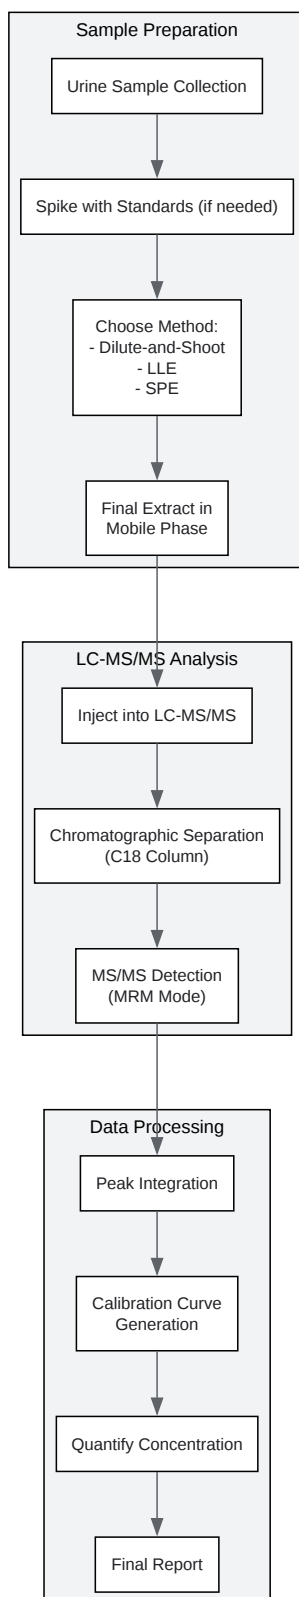 Sample Preparation
Urine Sample Collection
Spike with Standards (if needed)
Choose Method:
- Dilute-and-Shoot
- LLE
- SPE
Final Extract in
Mobile Phase
LC-MS/MS Analysis
Inject into LC-MS/MS
Chromatographic Separation
(C18 Column)
MS/MS Detection
(MRM Mode)
Data Processing
Peak Integration
Calibration Curve
Generation
Quantify Concentration
Final Report